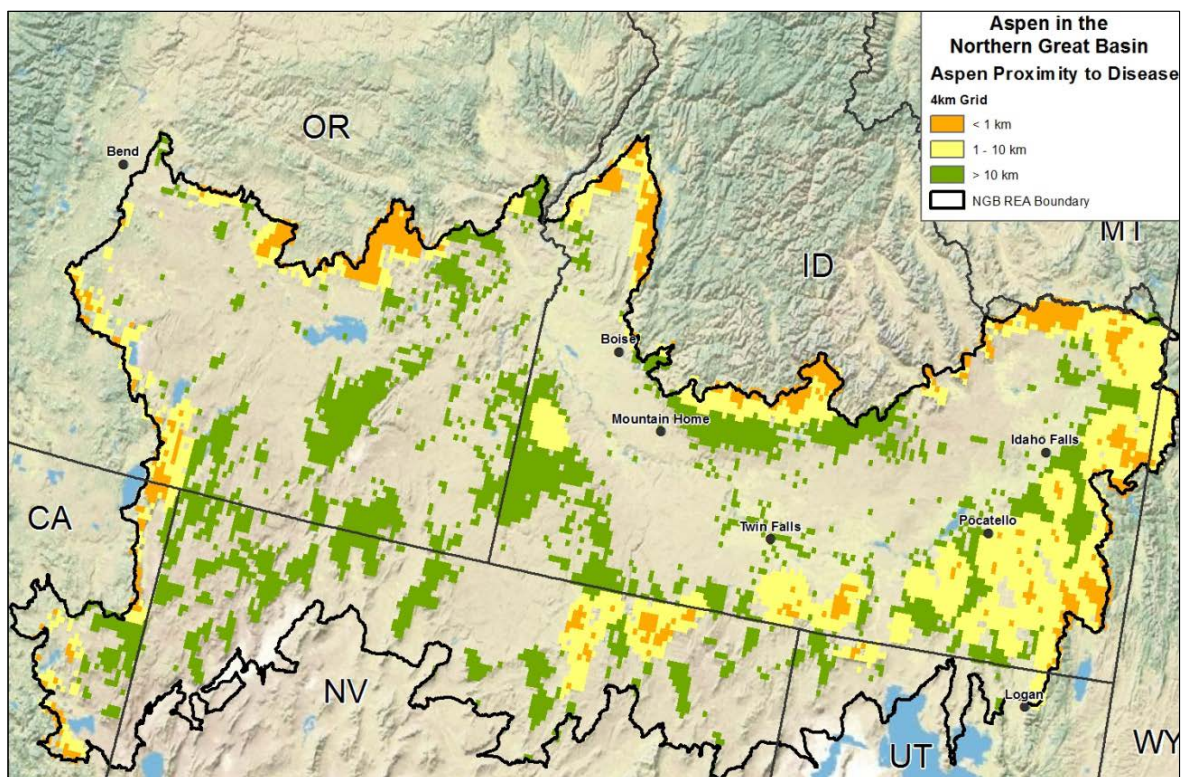 Aspen in the
Northern Great Basin
Aspen Proximity to Disease
4km Grid
< 1 km
1 - 10 km
> 10 km
NGB REA Boundary
OR
Bend
MT
ID
Boise
Mountain Home
Idaho Falls
CA
Twin Falls
Pocatello
NV
Logan
UT
WY